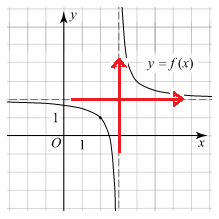 y
y = f(x)
1
O
1
x